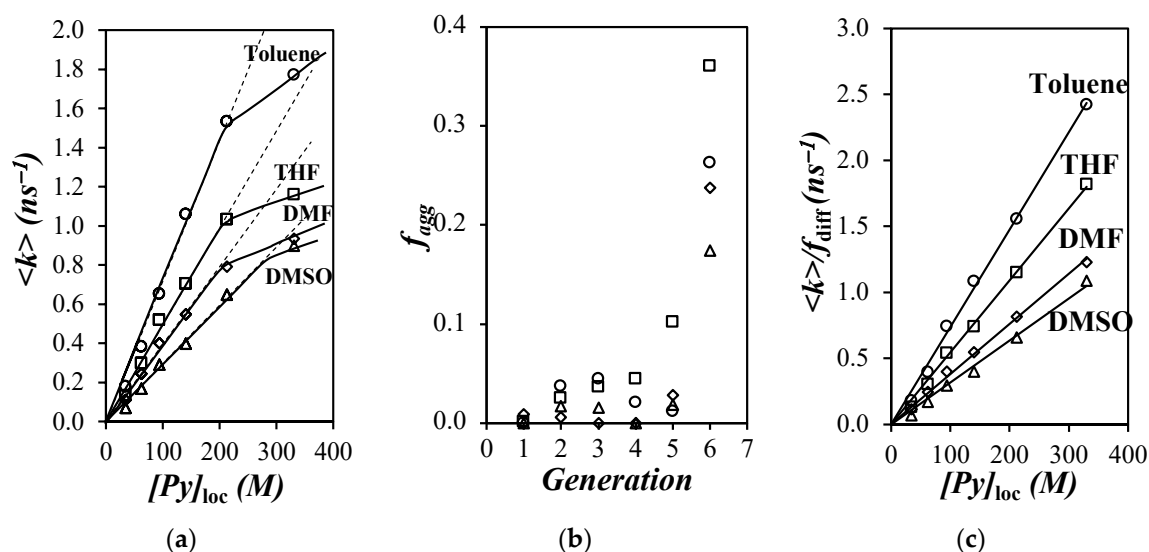 2.0
1.8
1.6
1.4
1.2
1.0
0.8
0.6
0.4
0.2
0.0
0 100 200 300 400
<k> (ns⁻¹)
[Py]loc (M)
Toluene
THF
DMF
DMSO
(a)
0.4
0.3
0.2
0.1
0.0
0 1 2 3 4 5 6 7
f_agg
Generation
(b)
3.0
2.5
2.0
1.5
1.0
0.5
0.0
0 100 200 300 400
<k>/f_diff (ns⁻¹)
[Py]loc (M)
Toluene
THF
DMF
DMSO
(c)